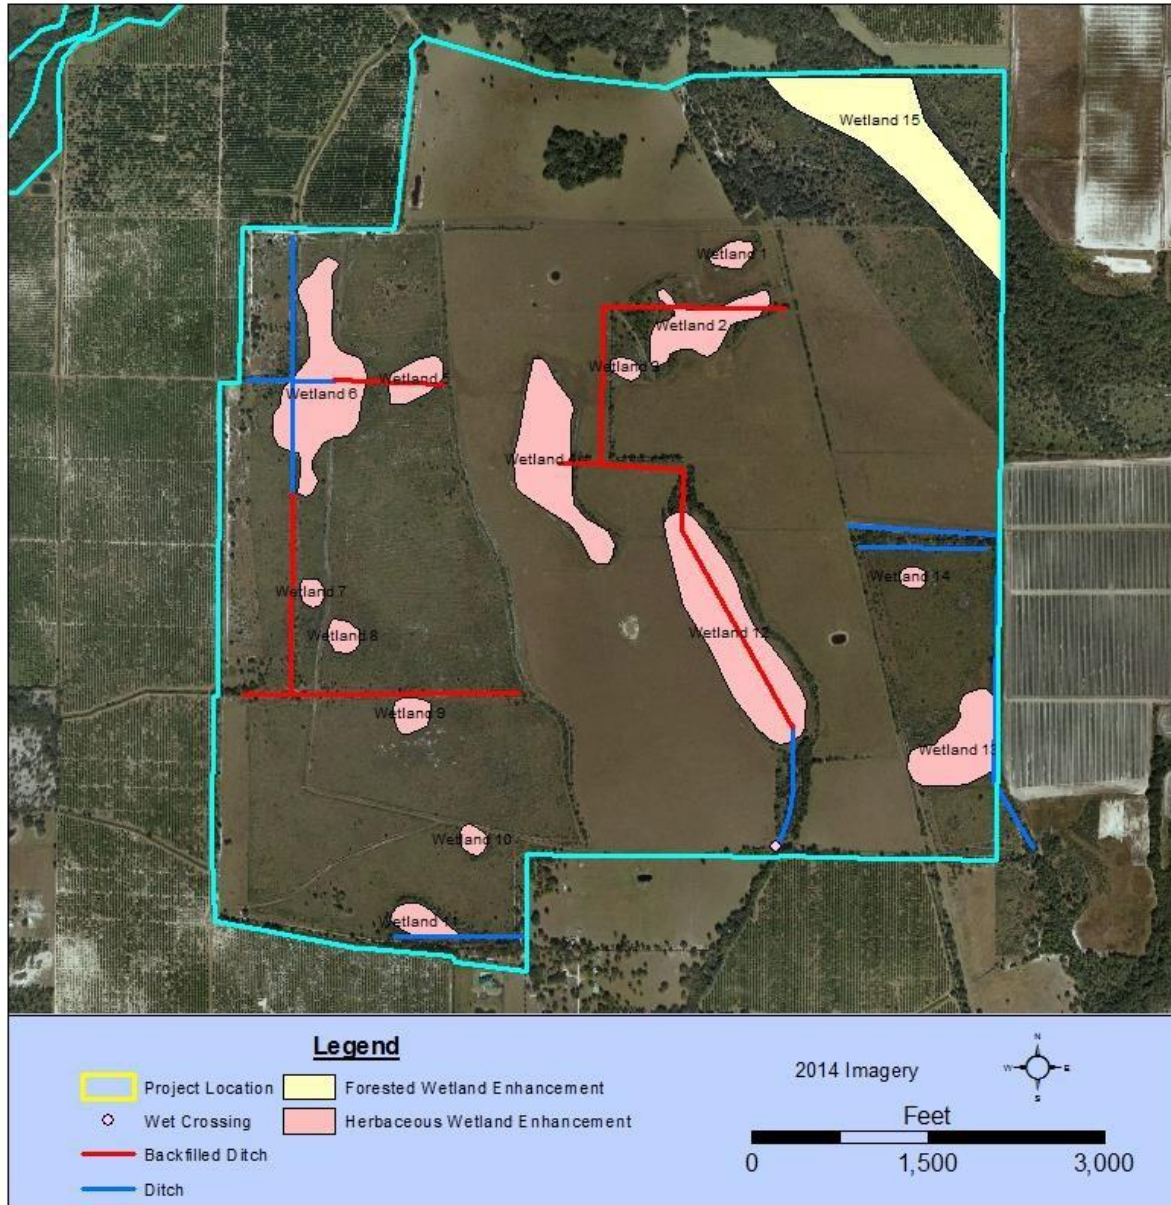 Wetland 15
Wetland 1
Wetland 2
Wetland 3
Wetland 5
Wetland 6
Wetland 4
Wetland 14
Wetland 7
Wetland 8
Wetland 12
Wetland 9
Wetland 13
Wetland 10
Wetland 11
Legend
Project Location
Forested Wetland Enhancement
Wet Crossing
Herbaceous Wetland Enhancement
Backfilled Ditch
Ditch
2014 Imagery
N
W E
S
Feet
0 1,500 3,000